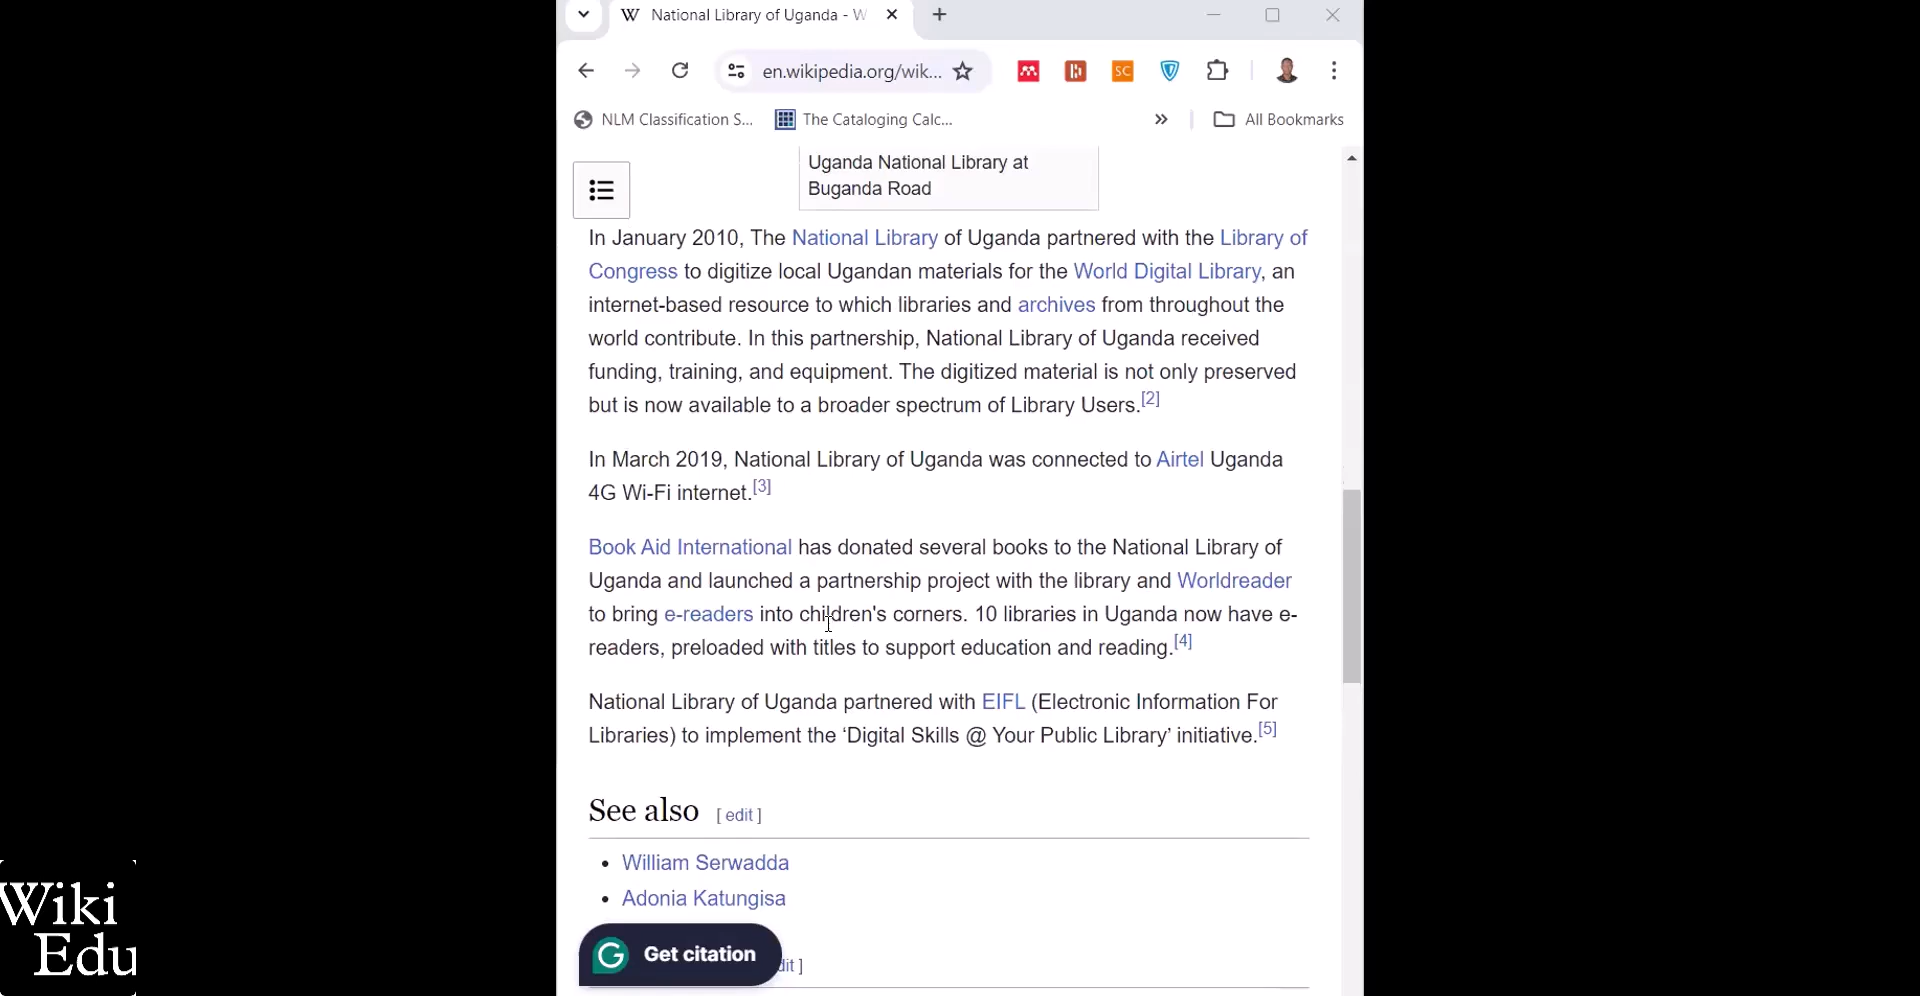 National Library of Uganda - W
en.wikipedia.org/wik...
SC
NLM Classification S...
The Cataloging Calc...
All Bookmarks
Uganda National Library at
Buganda Road
In January 2010, The National Library of Uganda partnered with the Library of
Congress to digitize local Ugandan materials for the World Digital Library, an
internet-based resource to which libraries and archives from throughout the
world contribute. In this partnership, National Library of Uganda received
funding, training, and equipment. The digitized material is not only preserved
but is now available to a broader spectrum of Library Users.[2]
In March 2019, National Library of Uganda was connected to Airtel Uganda
4G Wi-Fi internet.[3]
Book Aid International has donated several books to the National Library of
Uganda and launched a partnership project with the library and Worldreader
to bring e-readers into children's corners. 10 libraries in Uganda now have e-
readers, preloaded with titles to support education and reading.[4]
National Library of Uganda partnered with EIFL (Electronic Information For
Libraries) to implement the ‘Digital Skills @ Your Public Library’ initiative.[5]
See also [ edit ]
• William Serwadda
• Adonia Katungisa
Get citation
dit ]
Wiki
Edu